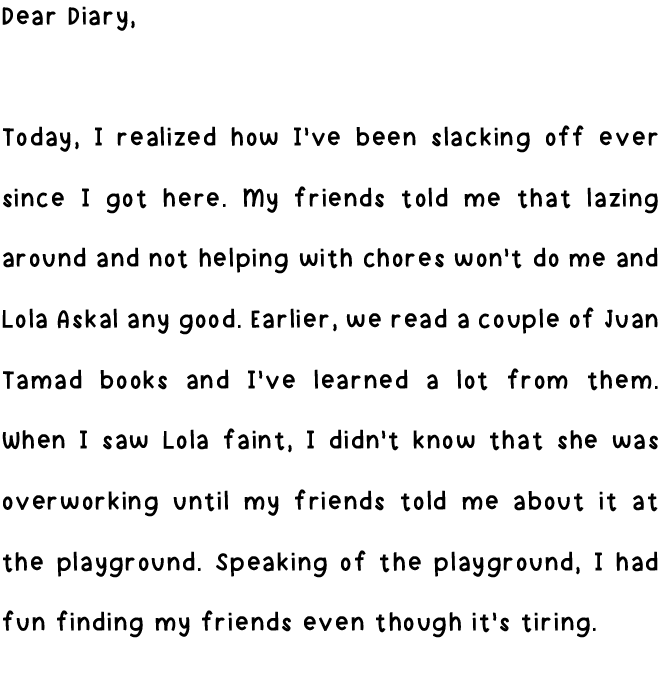 Dear Diary,
Today, I realized how I've been slacking off ever
since I got here. My friends told me that lazing
around and not helping with chores won't do me and
Lola Askal any good. Earlier, we read a couple of Juan
Tamad books and I've learned a lot from them.
When I saw Lola faint, I didn't know that she was
overworking until my friends told me about it at
the playground. Speaking of the playground, I had
fun finding my friends even though it's tiring.